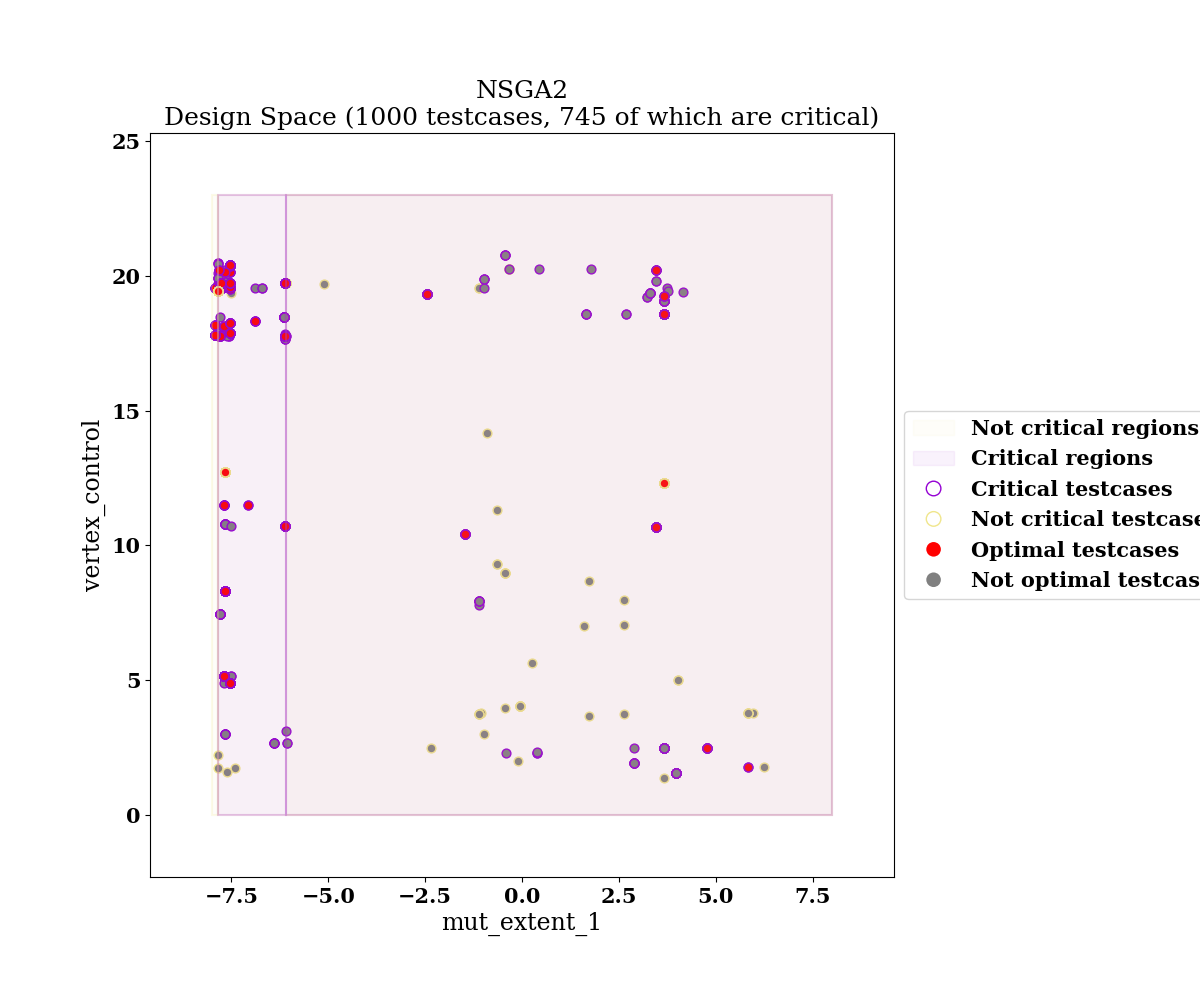 NSGA2
Design Space (1000 testcases, 745 of which are critical)
25
20
15
10
5
0
vertex_control
−7.5 −5.0 −2.5 0.0 2.5 5.0 7.5
mut_extent_1
Not critical regions
Critical regions
Critical testcases
Not critical testcase
Optimal testcases
Not optimal testcas